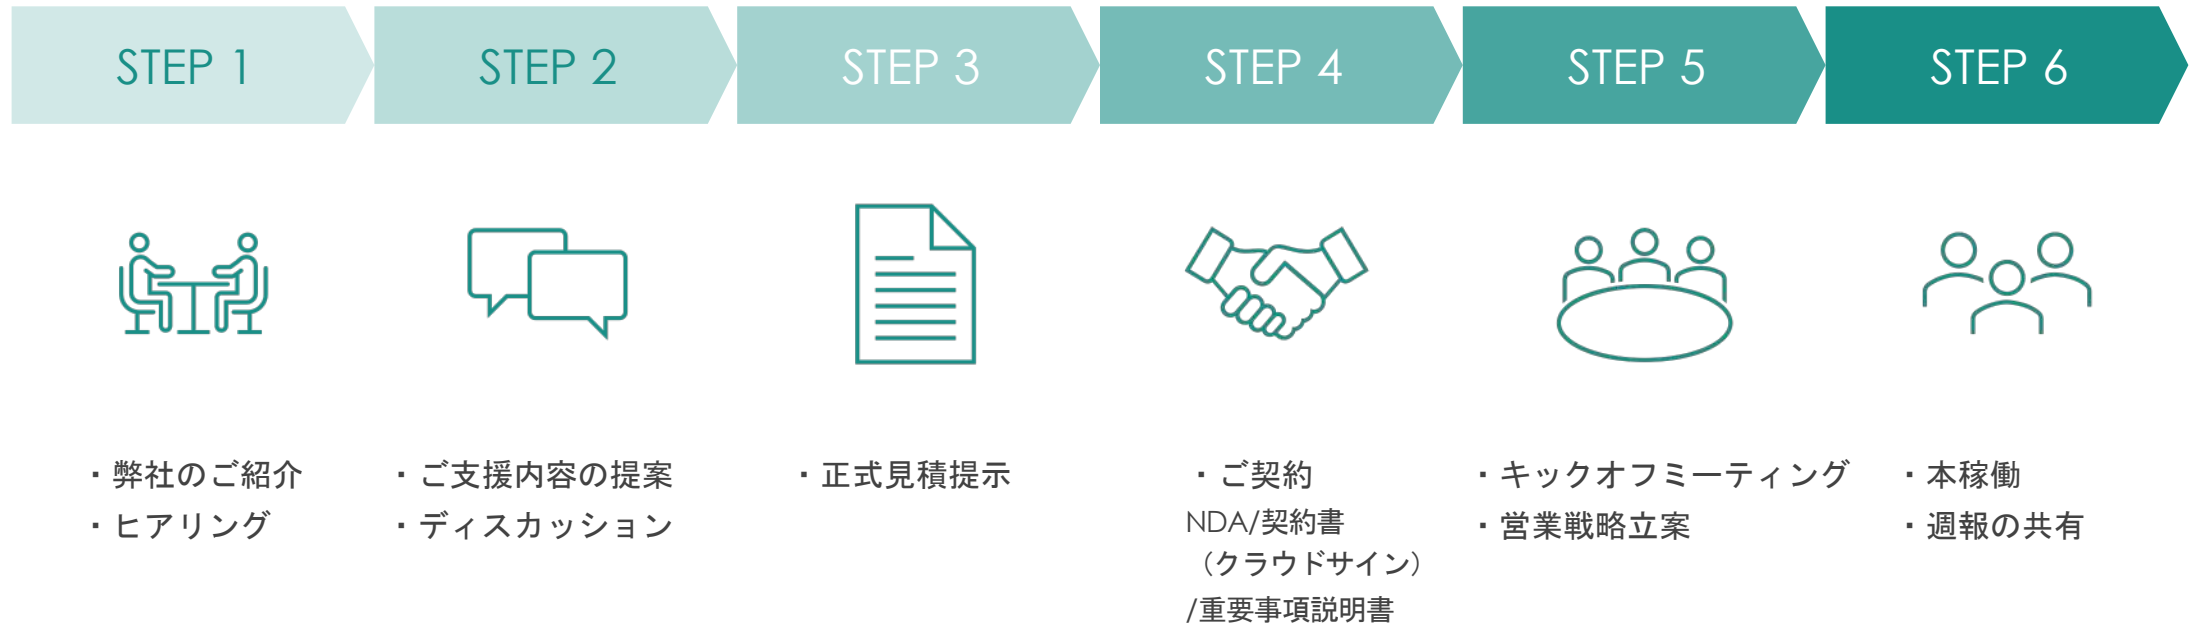 STEP 1
STEP 2
STEP 3
STEP 4
STEP 5
STEP 6
・弊社のご紹介
・ヒアリング
・ご支援内容の提案
・ディスカッション
・正式見積提示
・ご契約
NDA/契約書
（クラウドサイン）
/重要事項説明書
・キックオフミーティング
・営業戦略立案
・本稼働
・週報の共有